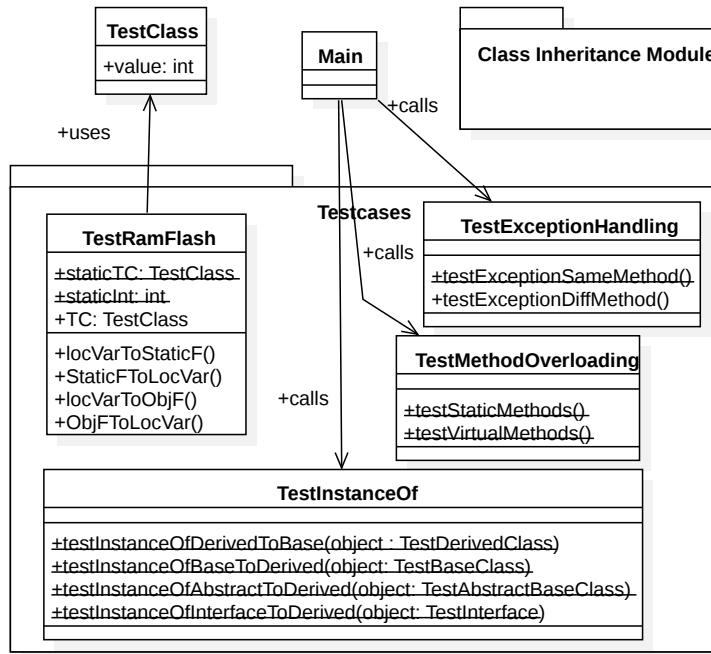 TestClass
+value: int
Main
Class Inheritance Module
+calls
+uses
Testcases
TestRamFlash
+staticTC: TestClass
+staticInt: int
+TC: TestClass
+locVarToStaticF()
+StaticFToLocVar()
+locVarToObjF()
+ObjFToLocVar()
TestExceptionHandling
+testExceptionSameMethod()
+testExceptionDiffMethod()
+calls
TestMethodOverloading
+testStaticMethods()
+testVirtualMethods()
+calls
TestInstanceOf
+testInstanceOfDerivedToBase(object : TestDerivedClass)
+testInstanceOfBaseToDerived(object: TestBaseClass)
+testInstanceOfAbstractToDerived(object: TestAbstractBaseClass)
+testInstanceOfInterfaceToDerived(object: TestInterface)